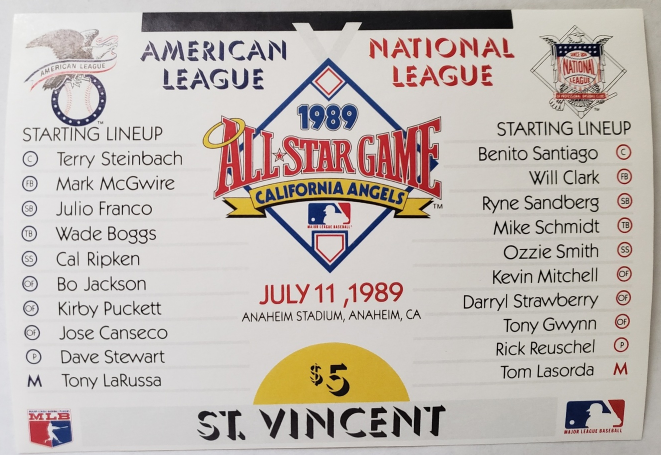 AMERICAN LEAGUE
AMERICAN
LEAGUE
NATIONAL
LEAGUE
NATIONAL
LEAGUE
STARTING LINEUP
C Terry Steinbach
FB Mark McGwire
SB Julio Franco
TB Wade Boggs
SS Cal Ripken
OF Bo Jackson
OF Kirby Puckett
OF Jose Canseco
P Dave Stewart
M Tony LaRussa
MLB
1989
ALL★STAR GAME
CALIFORNIA ANGELS
MAJOR LEAGUE BASEBALL
TM
JULY 11 ,1989
ANAHEIM STADIUM, ANAHEIM, CA
STARTING LINEUP
Benito Santiago C
Will Clark FB
Ryne Sandberg SB
Mike Schmidt TB
Ozzie Smith SS
Kevin Mitchell OF
Darryl Strawberry OF
Tony Gwynn OF
Rick Reuschel P
Tom Lasorda M
$5
ST. VINCENT
MAJOR LEAGUE BASEBALL